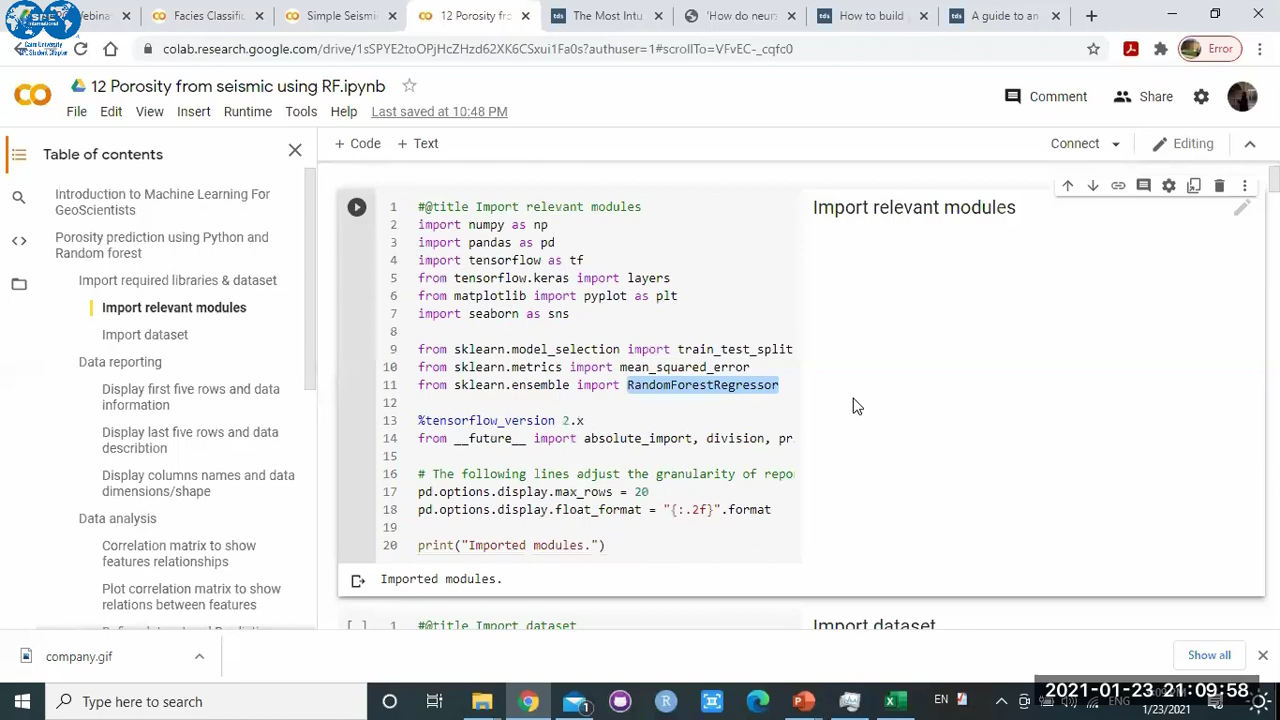 SPE International
Cairo University
SPE Student Chapter
Webinar
Facies Classific
Simple Seismi
12 Porosity fro
The Most Intu
How do neur
How to build
A guide to an
colab.research.google.com/drive/1sSPYE2toOPjHcZHzd62XK6CSxui1Fa0s?authuser=1#scrollTo=VFvEC-_cqfc0
Error
12 Porosity from seismic using RF.ipynb
Comment
Share
File Edit View Insert Runtime Tools Help Last saved at 10:48 PM
Table of contents
+ Code + Text
Connect
Editing
Introduction to Machine Learning For
GeoScientists
Porosity prediction using Python and
Random forest
Import required libraries & dataset
Import relevant modules
Import dataset
Data reporting
Display first five rows and data
information
Display last five rows and data
describtion
Display columns names and data
dimensions/shape
Data analysis
Correlation matrix to show
features relationships
Plot correlation matrix to show
relations between features
1 #@title Import relevant modules
2 import numpy as np
3 import pandas as pd
4 import tensorflow as tf
5 from tensorflow.keras import layers
6 from matplotlib import pyplot as plt
7 import seaborn as sns
8
9 from sklearn.model_selection import train_test_split
10 from sklearn.metrics import mean_squared_error
11 from sklearn.ensemble import RandomForestRegressor
12
13 %tensorflow_version 2.x
14 from __future__ import absolute_import, division, pr
15
16 # The following lines adjust the granularity of repo
17 pd.options.display.max_rows = 20
18 pd.options.display.float_format = "{:.2f}".format
19
20 print("Imported modules.")
Import relevant modules
Imported modules.
[ ] 1 #@title Import dataset
Import dataset
company.gif
Show all
Type here to search
1
EN
ENG
2021-01-23 21:09:58
1/23/2021